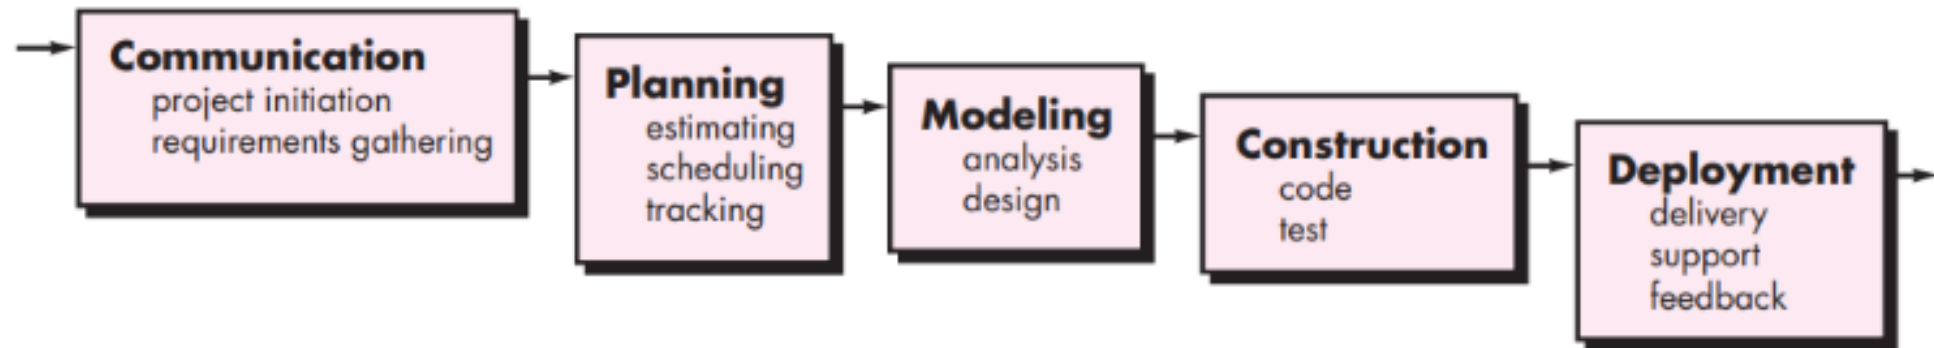 Communication
project initiation
requirements gathering
Planning
estimating
scheduling
tracking
Modeling
analysis
design
Construction
code
test
Deployment
delivery
support
feedback